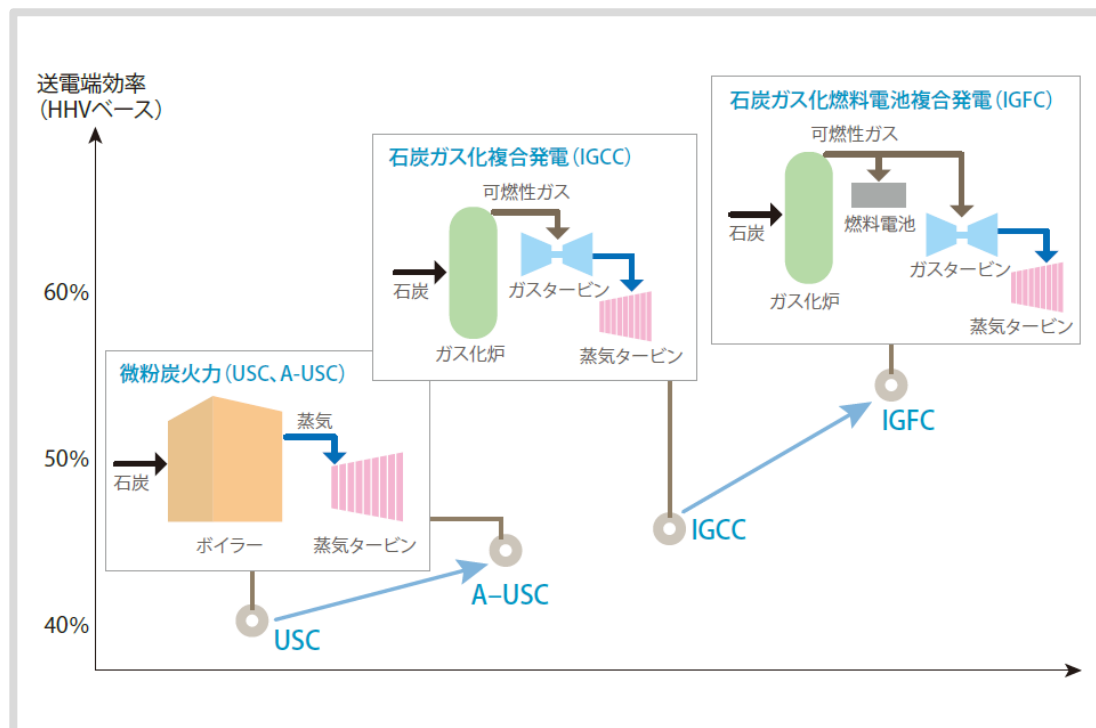 送電端効率
(HHVベース)
60%
50%
40%
微粉炭火力(USC、A-USC)
石炭
蒸気
ボイラー
蒸気タービン
石炭ガス化複合発電(IGCC)
可燃性ガス
石炭
ガスタービン
ガス化炉
蒸気タービン
石炭ガス化燃料電池複合発電(IGFC)
可燃性ガス
石炭
燃料電池
ガスタービン
ガス化炉
蒸気タービン
USC
A–USC
IGCC
IGFC